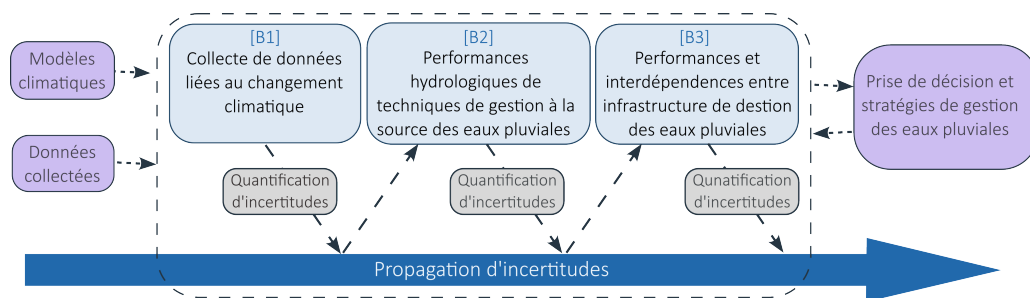 Modèles
climatiques
Données
collectées
[B1]
Collecte de données
liées au changement
climatique
[B2]
Performances
hydrologiques de
techniques de gestion à la
source des eaux pluviales
[B3]
Performances et
interdépendences entre
infrastructure de destion
des eaux pluviales
Prise de décision et
stratégies de gestion
des eaux pluviales
Quantification
d'incertitudes
Quantification
d'incertitudes
Qunatification
d'incertitudes
Propagation d'incertitudes